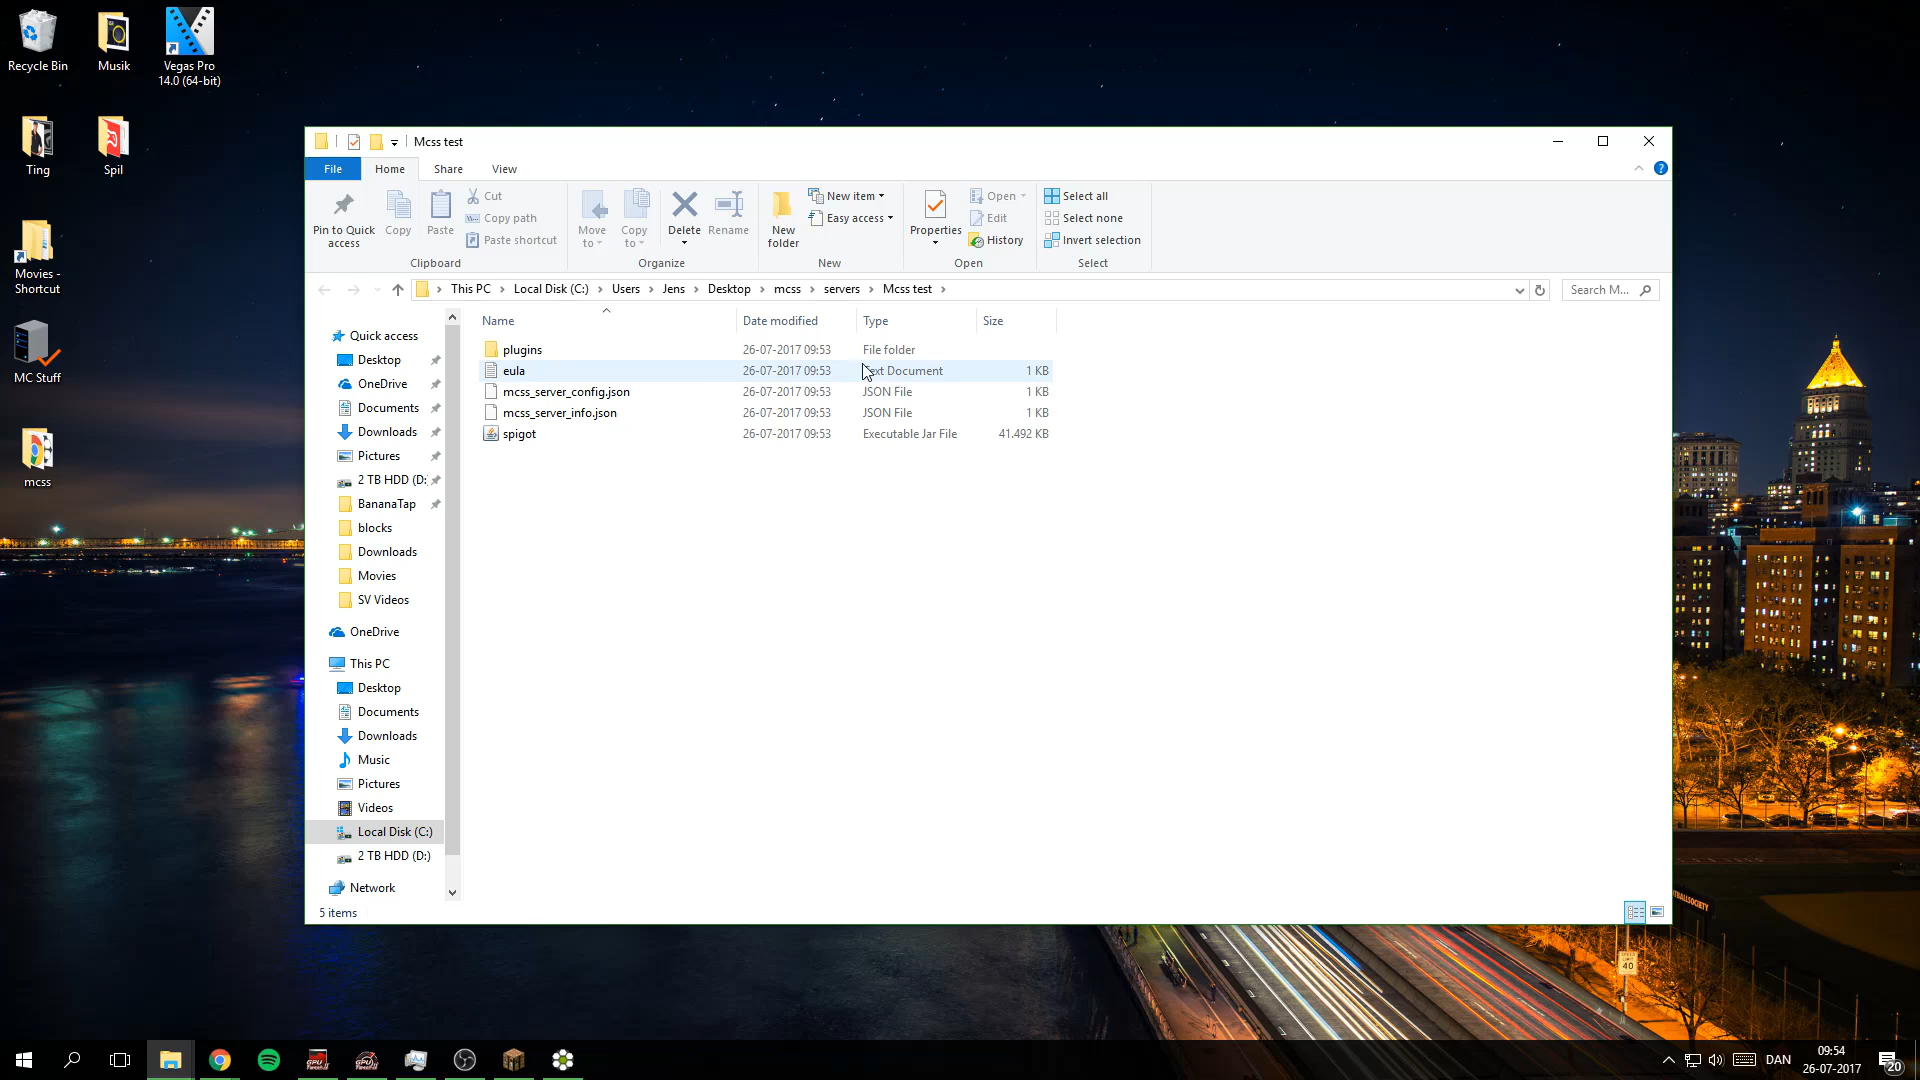 Recycle Bin
Musik
Vegas Pro
14.0 (64-bit)
Ting
Spil
Movies -
Shortcut
MC Stuff
mcss
Mcss test
File
Home
Share
View
Pin to Quick
access
Copy
Paste
Cut
Copy path
Paste shortcut
Clipboard
Move
to
Copy
to
Delete
Rename
Organize
New
folder
New item
Easy access
New
Properties
Open
Edit
History
Open
Select all
Select none
Invert selection
Select
This PC
Local Disk (C:)
Users
Jens
Desktop
mcss
servers
Mcss test
Search M...
Name
Date modified
Type
Size
plugins 26-07-2017 09:53 File folder
eula 26-07-2017 09:53 Text Document 1 KB
mcss_server_config.json 26-07-2017 09:53 JSON File 1 KB
mcss_server_info.json 26-07-2017 09:53 JSON File 1 KB
spigot 26-07-2017 09:53 Executable Jar File 41.492 KB
Quick access
Desktop
OneDrive
Documents
Downloads
Pictures
2 TB HDD (D:
BananaTap
blocks
Downloads
Movies
SV Videos
OneDrive
This PC
Desktop
Documents
Downloads
Music
Pictures
Videos
Local Disk (C:)
2 TB HDD (D:)
Network
5 items
40
DAN
09:54
26-07-2017
20